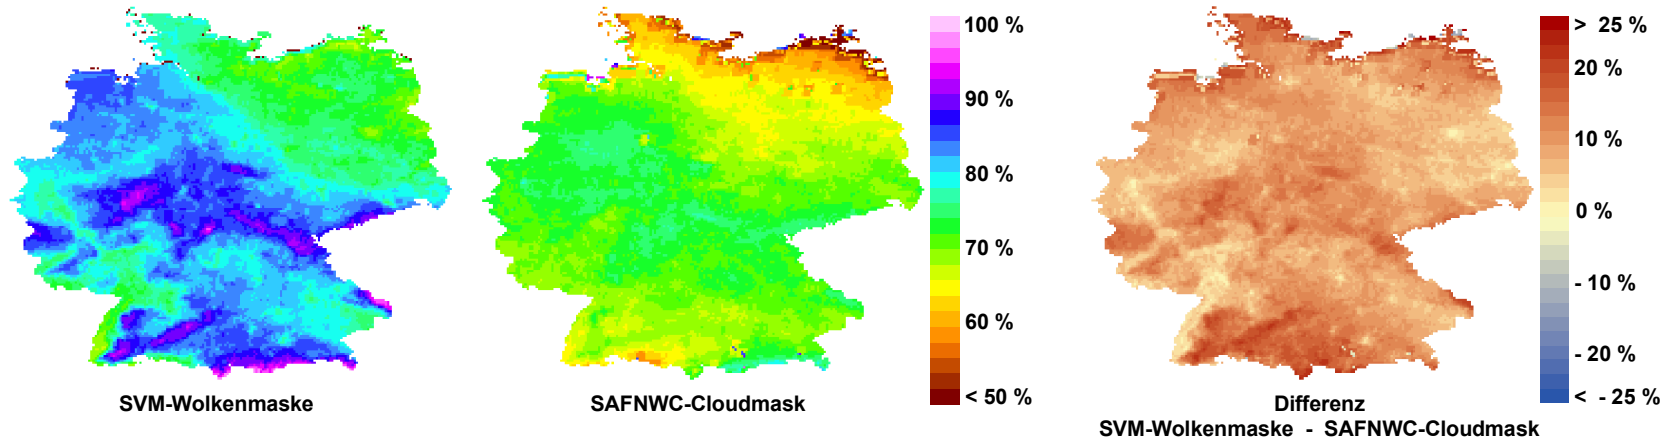 100 %
90 %
80 %
70 %
60 %
< 50 %
> 25 %
20 %
10 %
0 %
- 10 %
- 20 %
< - 25 %
SVM-Wolkenmaske
SAFNWC-Cloudmask
Differenz
SVM-Wolkenmaske - SAFNWC-Cloudmask